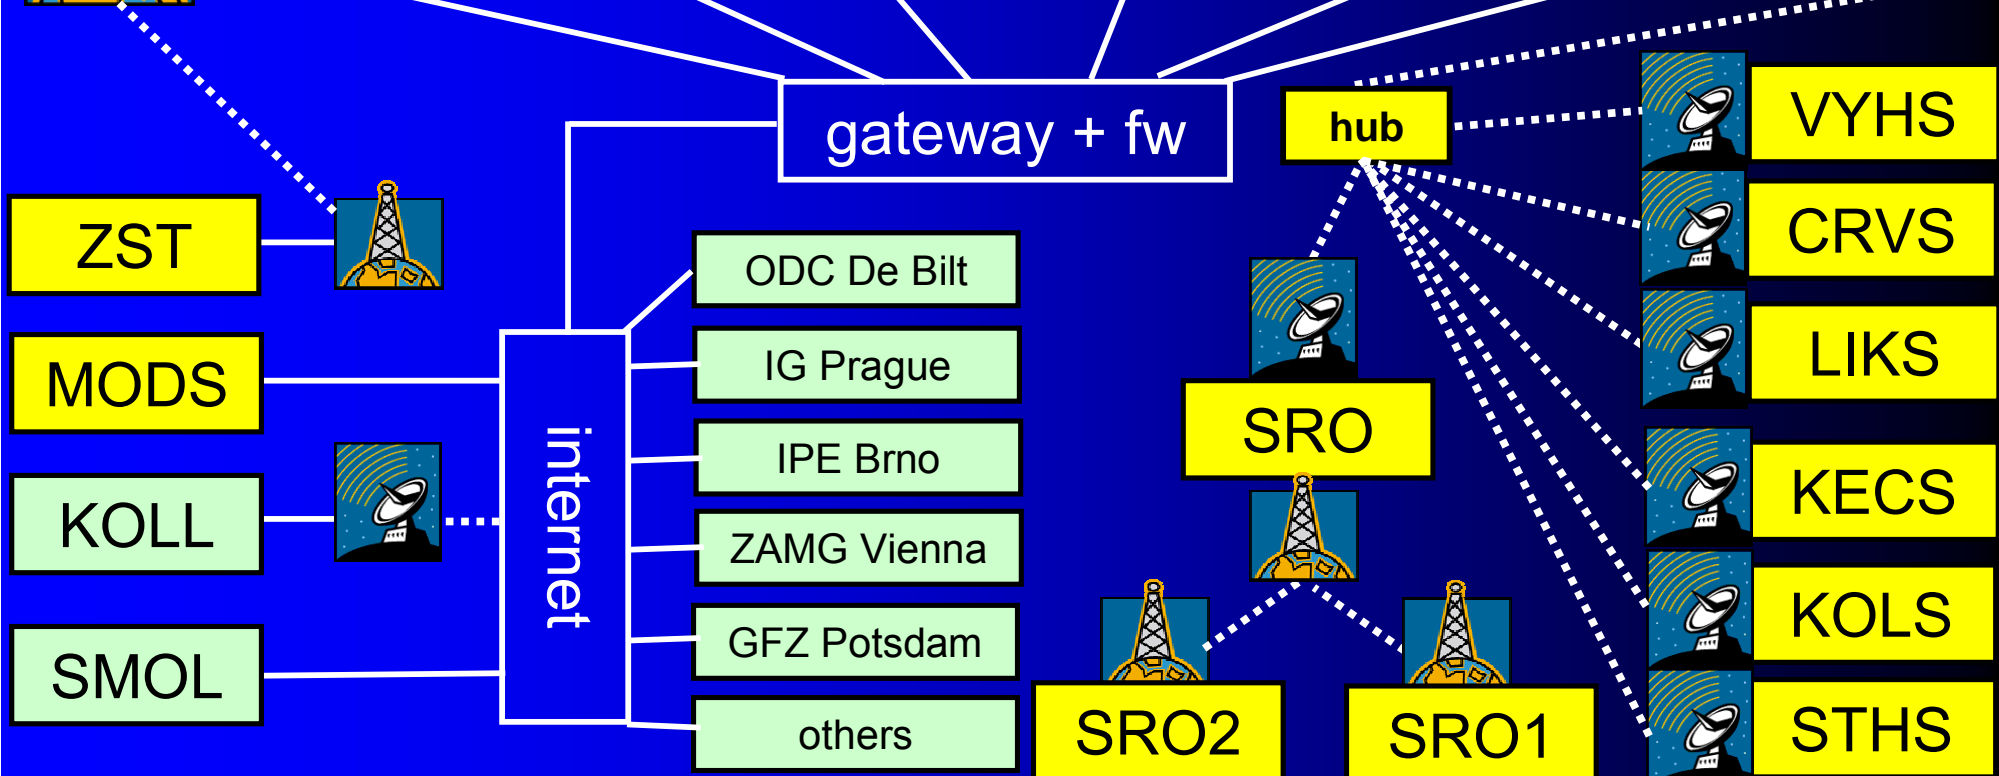 gateway + fw
hub
VYHS
CRVS
LIKS
KECS
KOLS
STHS
ZST
MODS
KOLL
SMOL
internet
ODC De Bilt
IG Prague
IPE Brno
ZAMG Vienna
GFZ Potsdam
others
SRO
SRO2
SRO1